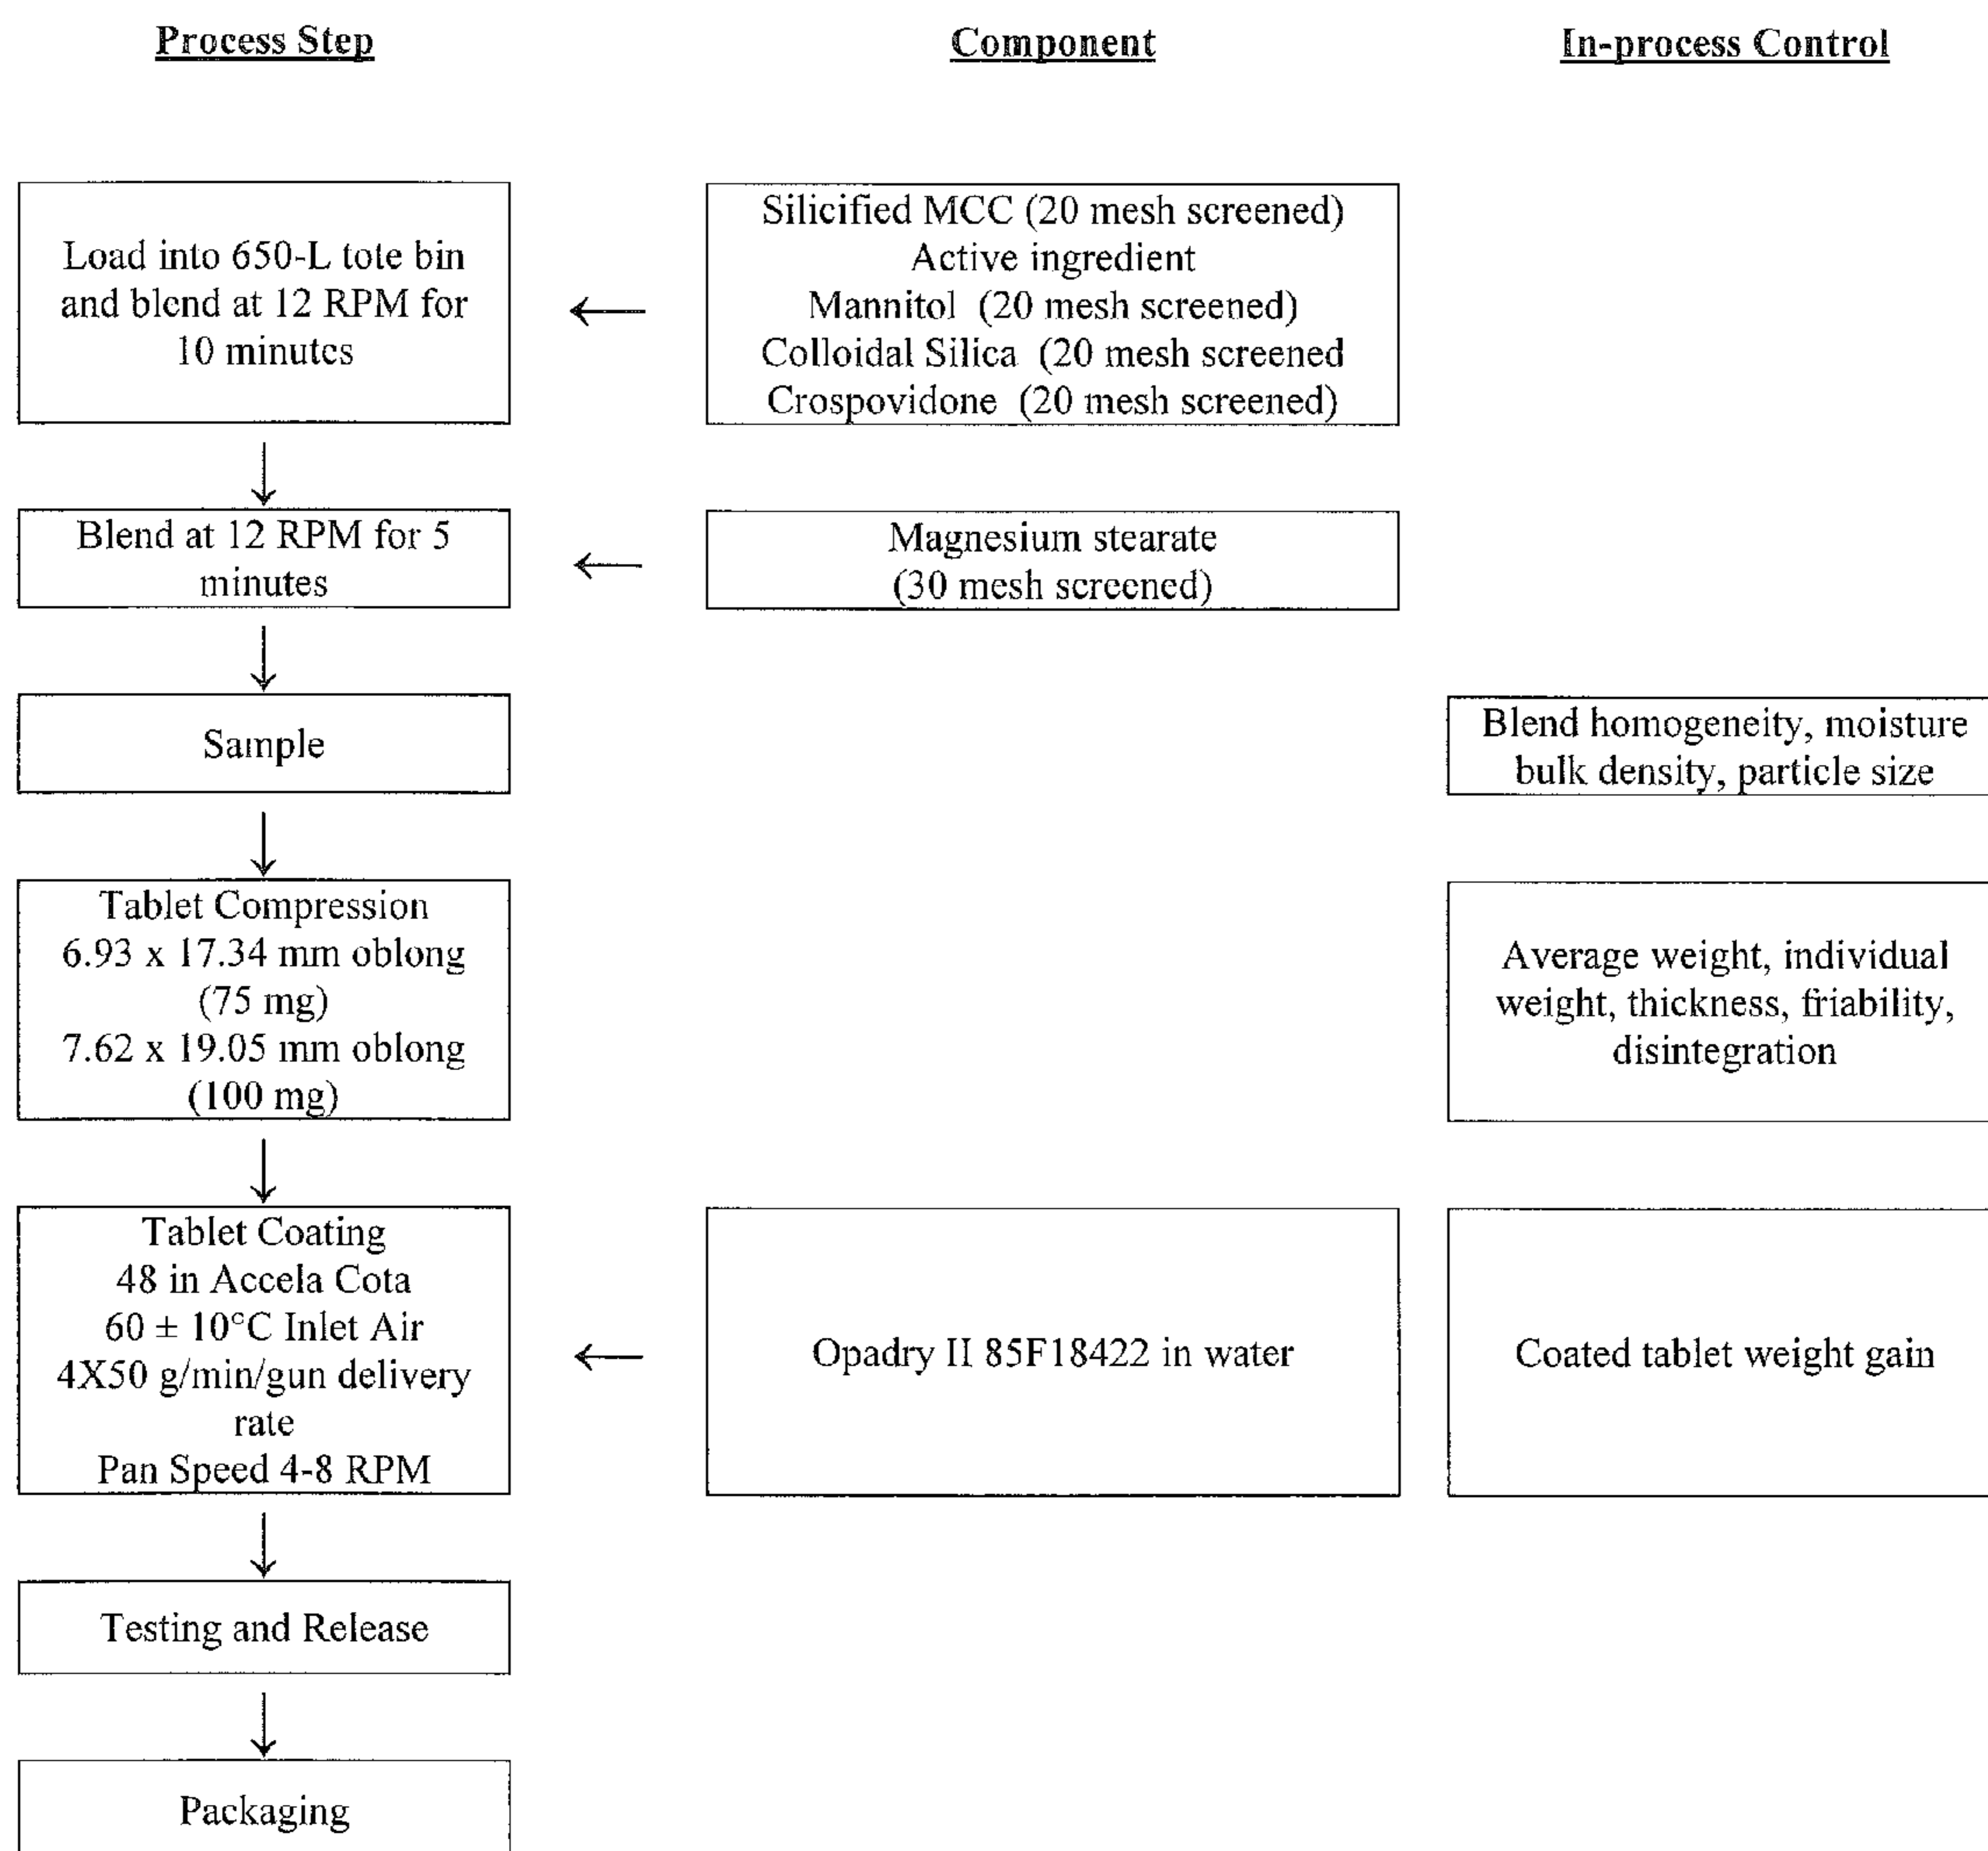 Process Step
Component
In-process Control
Load into 650-L tote bin
and blend at 12 RPM for
10 minutes
Silicified MCC (20 mesh screened)
Active ingredient
Mannitol (20 mesh screened)
Colloidal Silica (20 mesh screened
Crospovidone (20 mesh screened)
Blend at 12 RPM for 5
minutes
Magnesium stearate
(30 mesh screened)
Sample
Blend homogeneity, moisture
bulk density, particle size
Tablet Compression
6.93 x 17.34 mm oblong
(75 mg)
7.62 x 19.05 mm oblong
(100 mg)
Average weight, individual
weight, thickness, friability,
disintegration
Tablet Coating
48 in Accela Cota
60 ± 10°C Inlet Air
4X50 g/min/gun delivery
rate
Pan Speed 4-8 RPM
Opadry II 85F18422 in water
Coated tablet weight gain
Testing and Release
Packaging